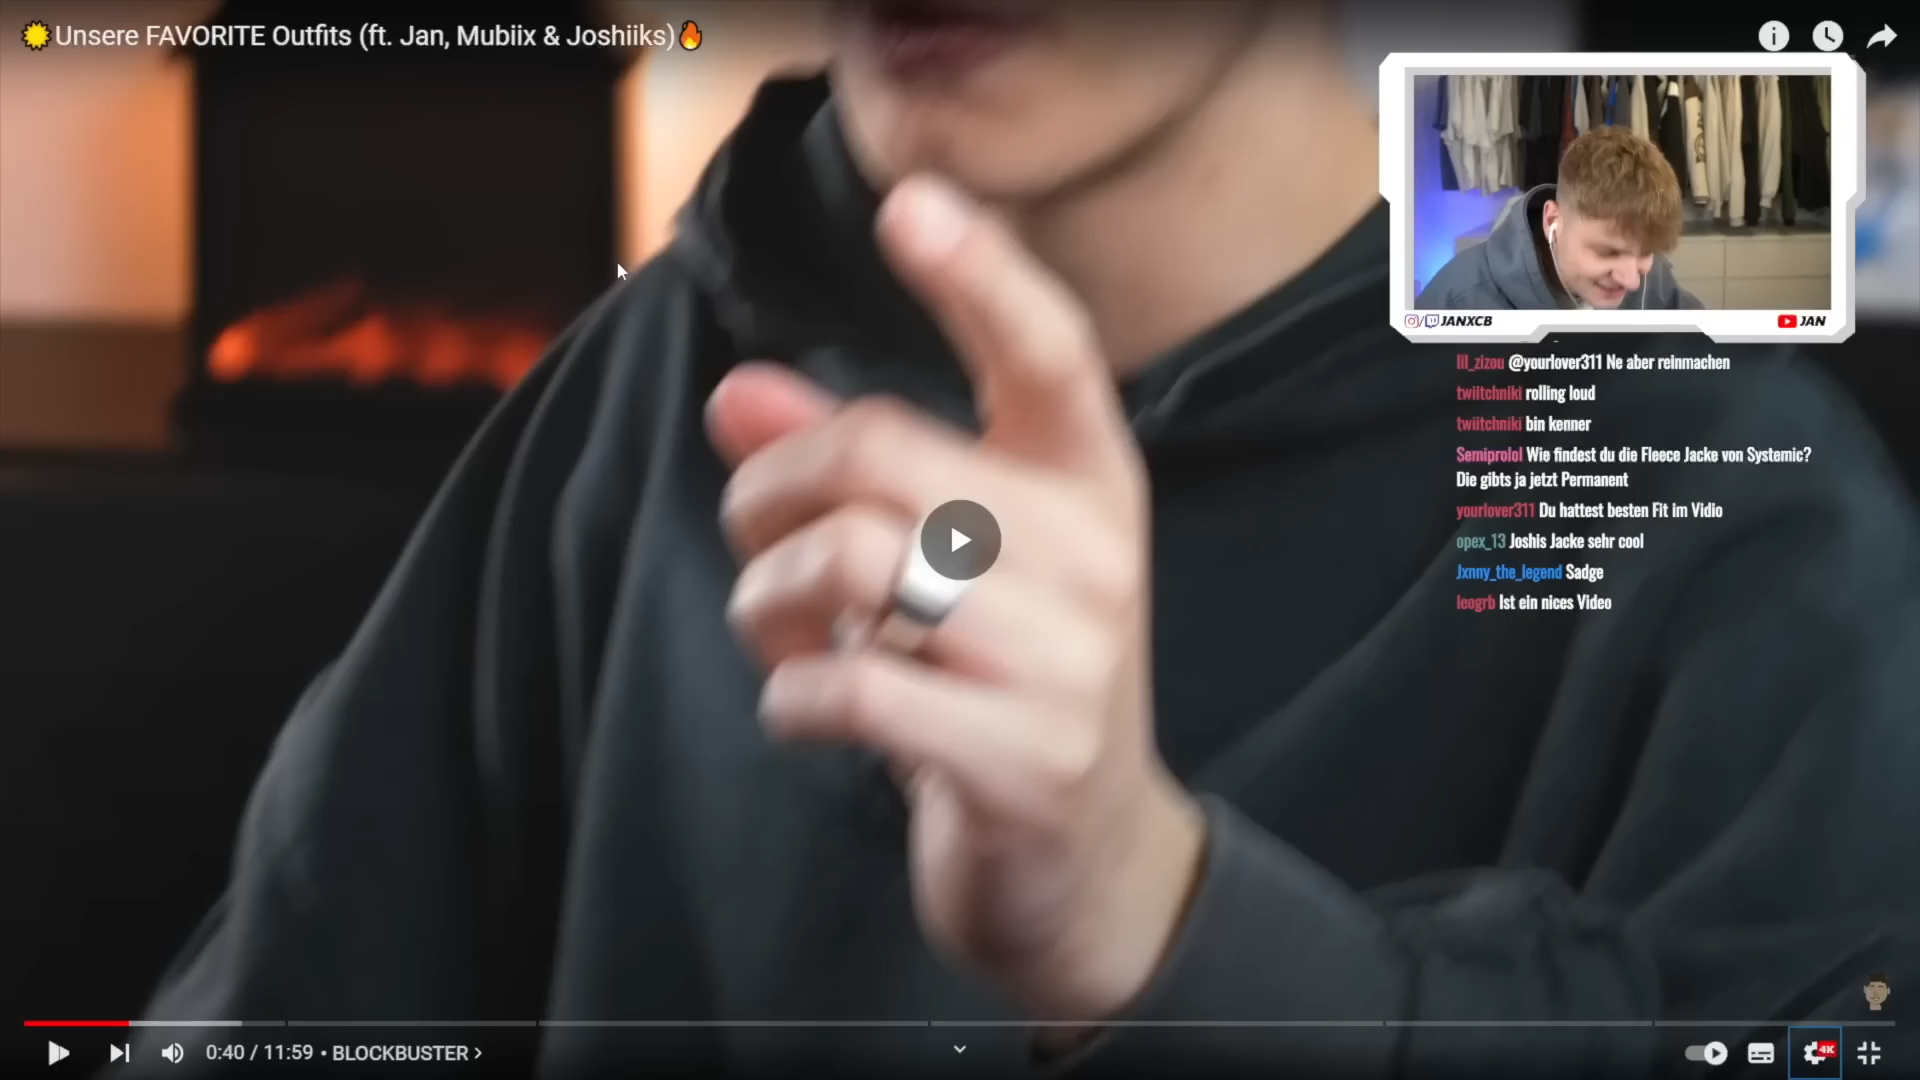 Unsere FAVORITE Outfits (ft. Jan, Mubiix & Joshiiks)
JANXCB
JAN
lil_zizou @yourlover311 Ne aber reinmachen
twiitchniki rolling loud
twiitchniki bin kenner
Semiprolol Wie findest du die Fleece Jacke von Systemic?
Die gibts ja jetzt Permanent
yourlover311 Du hattest besten Fit im Vidio
opex_13 Joshis Jacke sehr cool
Jxnny_the_legend Sadge
leogrb Ist ein nices Video
0:40 / 11:59 • BLOCKBUSTER
4K